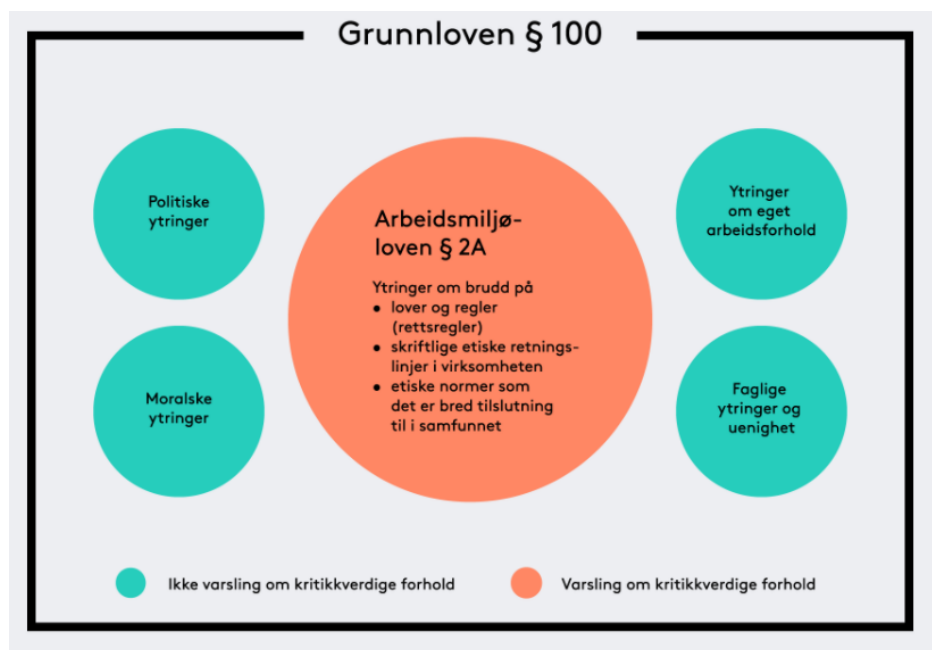 Grunnloven § 100
Politiske
ytringer
Moralske
ytringer
Arbeidsmiljø-
loven § 2A
Ytringer om brudd på
• lover og regler
(rettsregler)
• skriftlige etiske retnings-
linjer i virksomheten
• etiske normer som
det er bred tilslutning
til i samfunnet
Ytringer
om eget
arbeidsforhold
Faglige
ytringer og
uenighet
Ikke varsling om kritikkverdige forhold
Varsling om kritikkverdige forhold